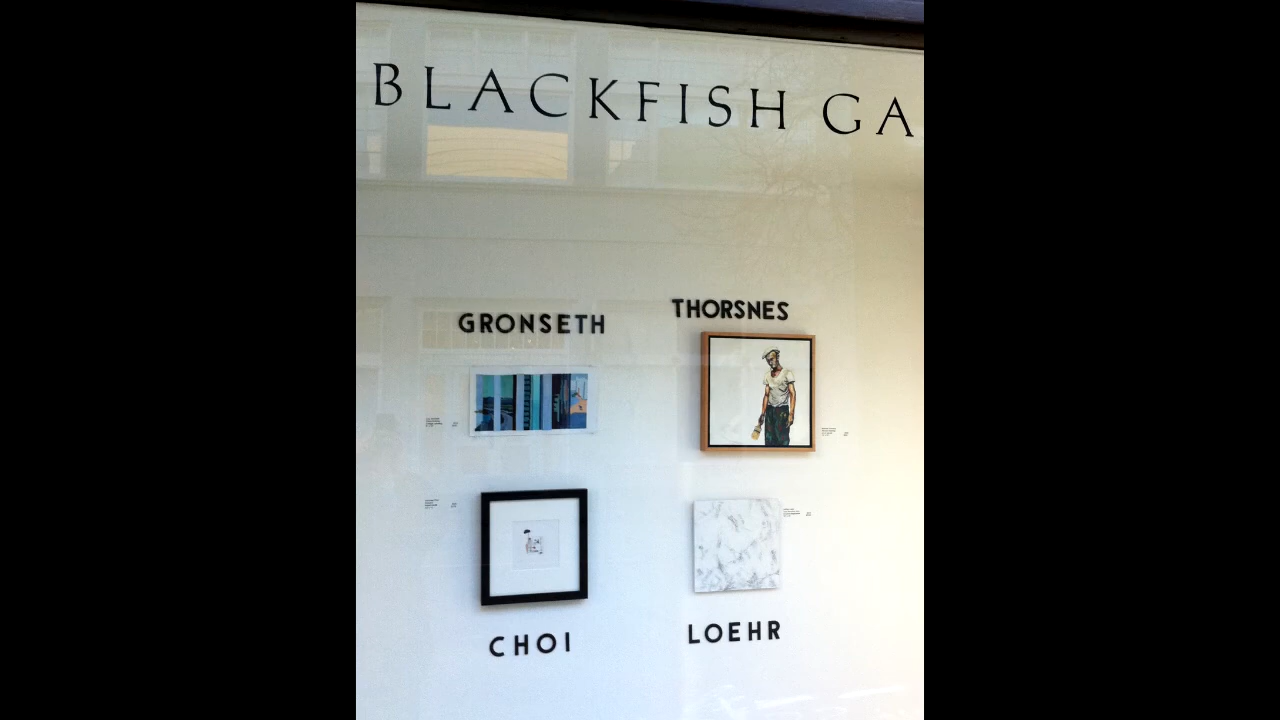 BLACKFISH GA
GRONSETH
THORSNES
CHOI
LOEHR